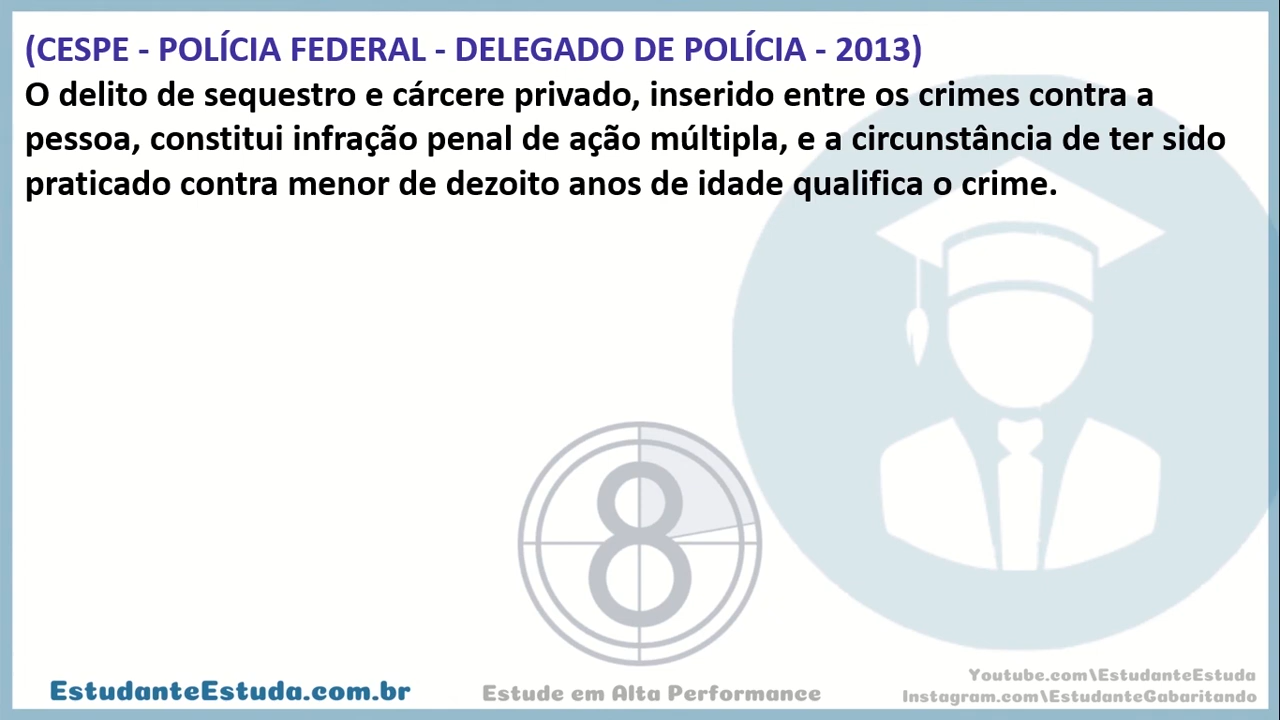 (CESPE - POLÍCIA FEDERAL - DELEGADO DE POLÍCIA - 2013)
O delito de sequestro e cárcere privado, inserido entre os crimes contra a
pessoa, constitui infração penal de ação múltipla, e a circunstância de ter sido
praticado contra menor de dezoito anos de idade qualifica o crime.
8
EstudanteEstuda.com.br
Estude em Alta Performance
Youtube.com\EstudanteEstuda
Instagram.com\EstudanteGabaritando